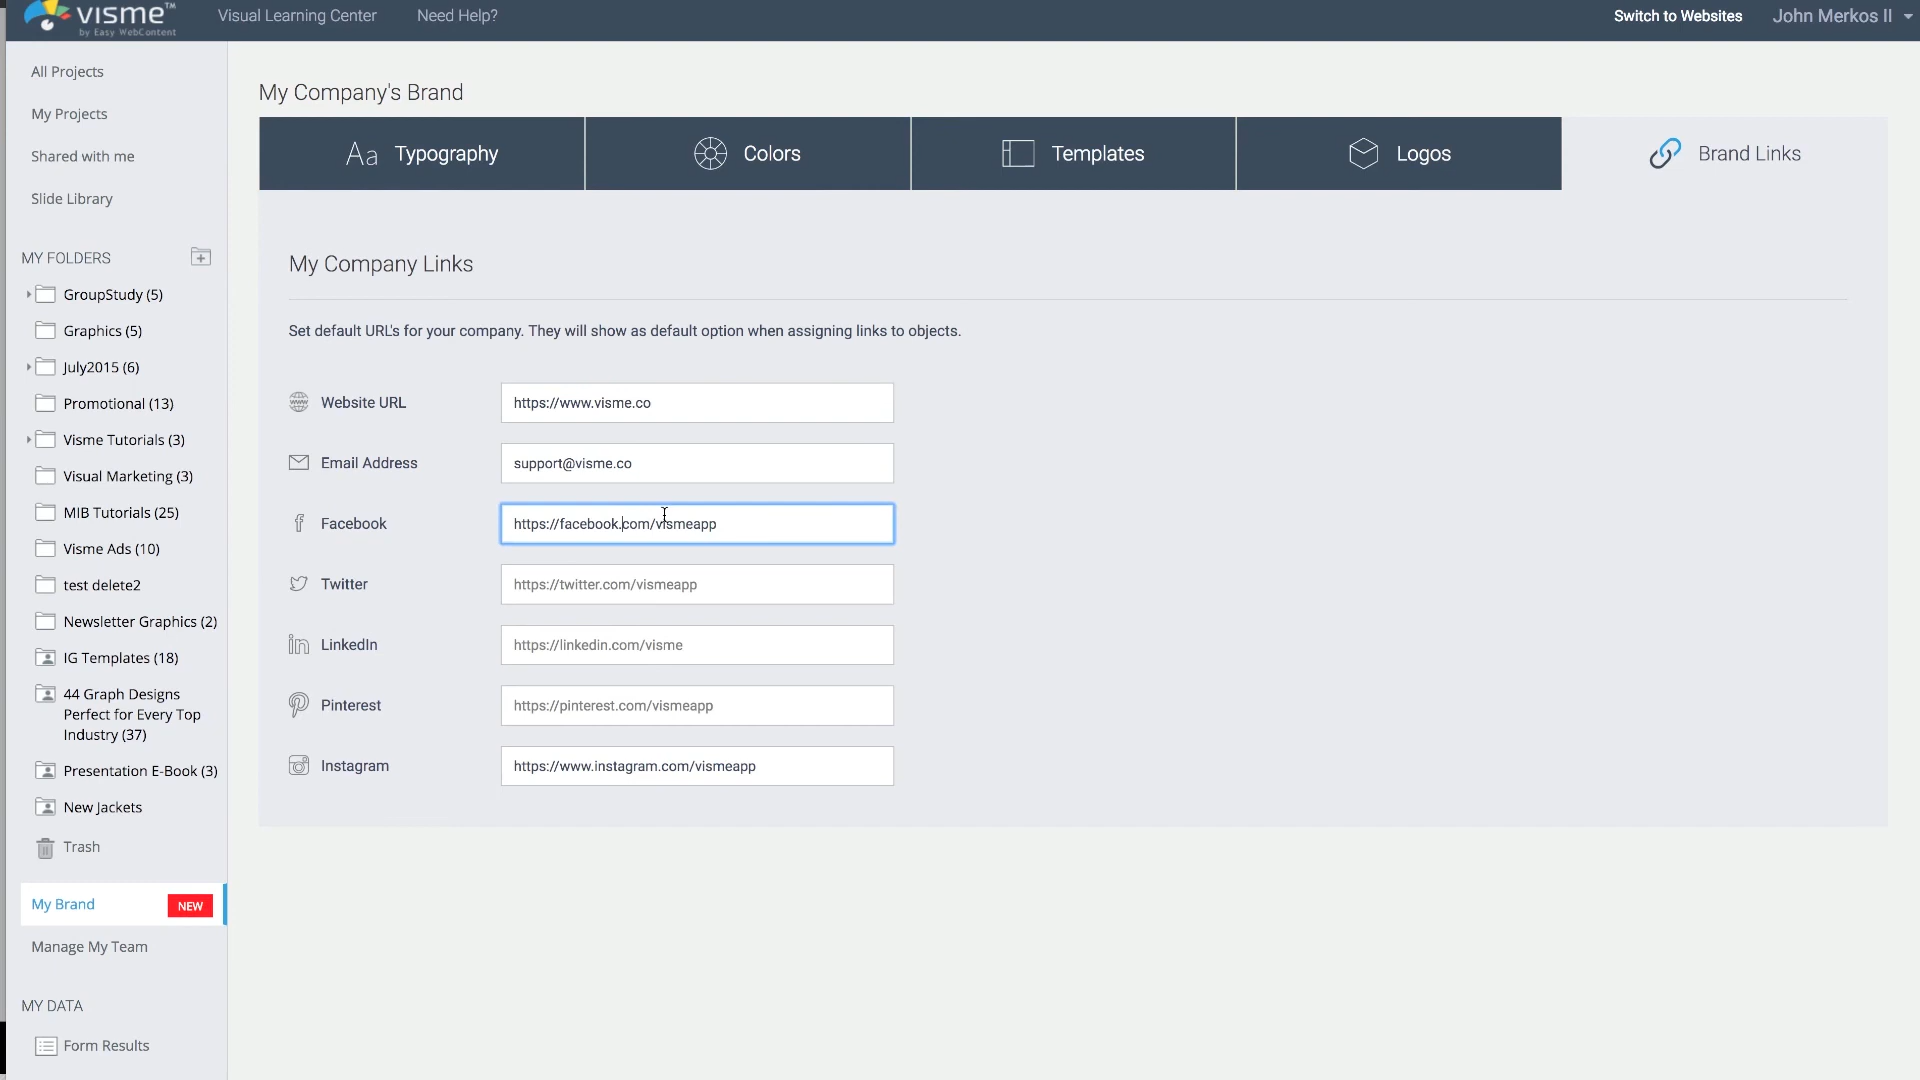 visme™
by Easy WebContent
Visual Learning Center
Need Help?
Switch to Websites
John Merkos II
All Projects
My Projects
Shared with me
Slide Library
MY FOLDERS
GroupStudy (5)
Graphics (5)
July2015 (6)
Promotional (13)
Visme Tutorials (3)
Visual Marketing (3)
MIB Tutorials (25)
Visme Ads (10)
test delete2
Newsletter Graphics (2)
IG Templates (18)
44 Graph Designs
Perfect for Every Top
Industry (37)
Presentation E-Book (3)
New Jackets
Trash
My Brand
NEW
Manage My Team
MY DATA
Form Results
My Company's Brand
Aa Typography
Colors
Templates
Logos
Brand Links
My Company Links
Set default URL's for your company. They will show as default option when assigning links to objects.
Website URL
https://www.visme.co
Email Address
support@visme.co
Facebook
https://facebook.com/vismeapp
Twitter
https://twitter.com/vismeapp
LinkedIn
https://linkedin.com/visme
Pinterest
https://pinterest.com/vismeapp
Instagram
https://www.instagram.com/vismeapp